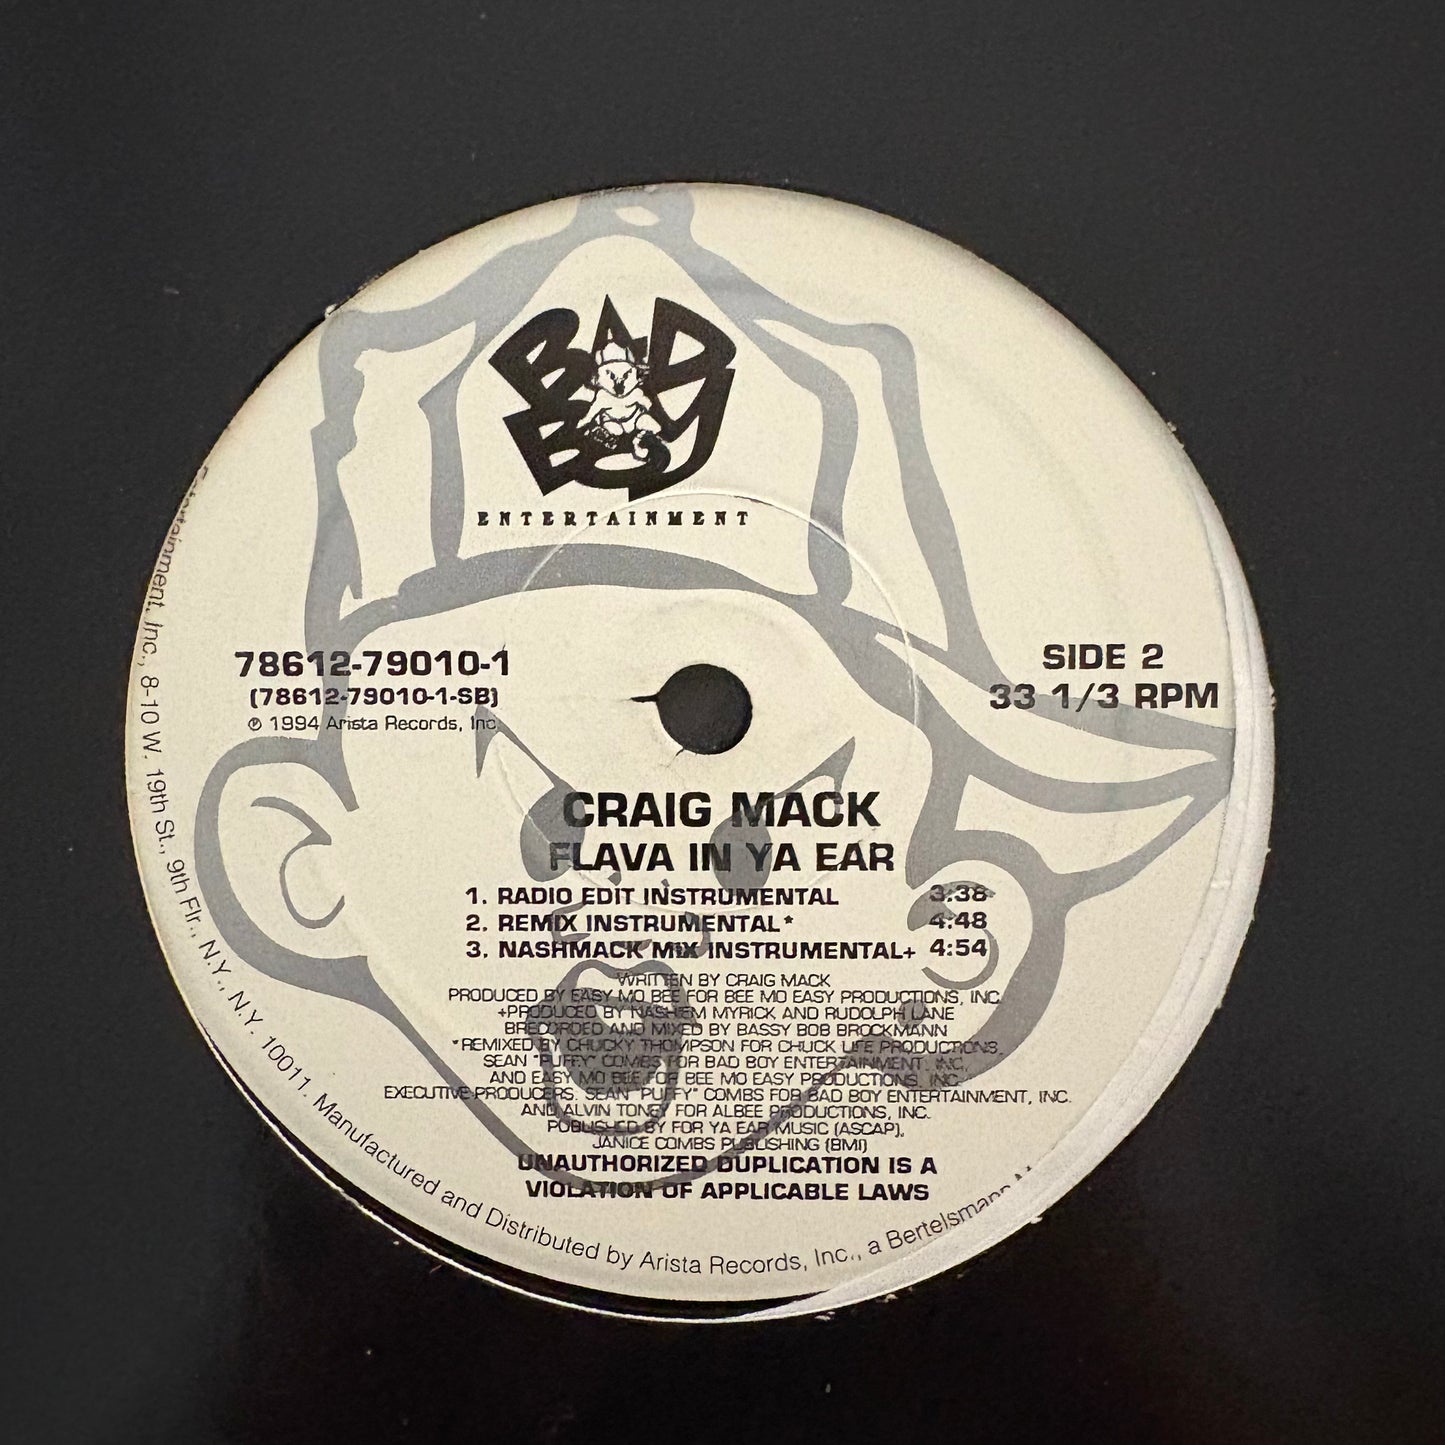 BAD
BOY
ENTERTAINMENT
78612-79010-1
(78612-79010-1-SB)
℗ 1994 Arista Records, Inc.
SIDE 2
33 1/3 RPM
CRAIG MACK
FLAVA IN YA EAR
1. RADIO EDIT INSTRUMENTAL 3:38
2. REMIX INSTRUMENTAL* 4:48
3. NASHMACK MIX INSTRUMENTAL+ 4:54
WRITTEN BY CRAIG MACK
PRODUCED BY EASY MO BEE FOR BEE MO EASY PRODUCTIONS, INC.
+PRODUCED BY NASHIEM MYRICK AND RUDOLPH LANE
BRECORDED AND MIXED BY BASSY BOB BROCKMANN
*REMIXED BY CHUCKY THOMPSON FOR CHUCK LIFE PRODUCTIONS,
SEAN "PUFFY" COMBS FOR BAD BOY ENTERTAINMENT, INC.
AND EASY MO BEE FOR BEE MO EASY PRODUCTIONS, INC.
EXECUTIVE PRODUCERS: SEAN "PUFFY" COMBS FOR BAD BOY ENTERTAINMENT, INC.
AND ALVIN TONEY FOR ALBEE PRODUCTIONS, INC.
PUBLISHED BY FOR YA EAR MUSIC (ASCAP),
JANICE COMBS PUBLISHING (BMI)
UNAUTHORIZED DUPLICATION IS A
VIOLATION OF APPLICABLE LAWS
Entertainment, Inc., 8-10 W. 19th St., 9th Flr., N.Y., N.Y. 10011. Manufactured and Distributed by Arista Records, Inc., a Bertelsmann